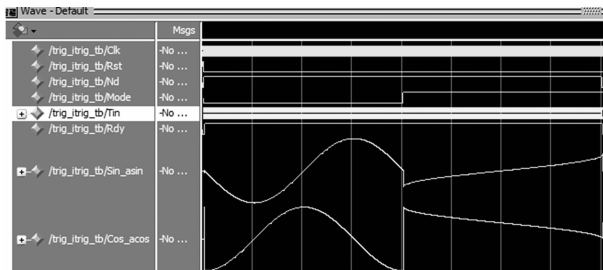 Wave - Default
Msgs
/trig_itrig_tb/Clk -No ...
/trig_itrig_tb/Rst -No ...
/trig_itrig_tb/Nd -No ...
/trig_itrig_tb/Mode -No ...
/trig_itrig_tb/Tin -No ...
/trig_itrig_tb/Rdy -No ...
/trig_itrig_tb/Sin_asin -No ...
/trig_itrig_tb/Cos_acos -No ...